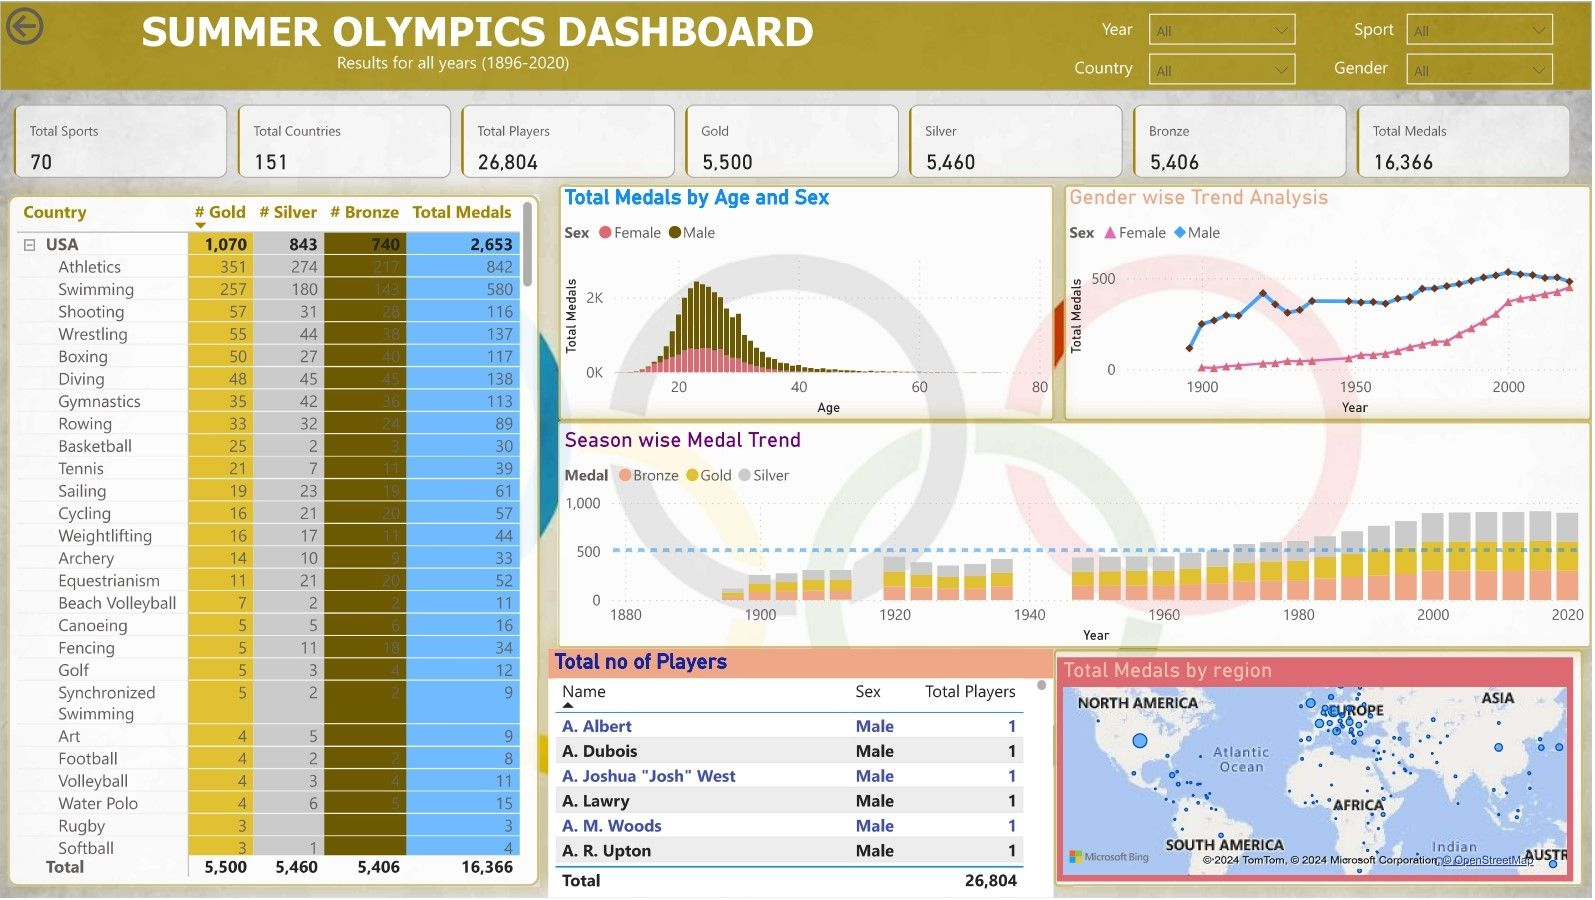 SUMMER OLYMPICS DASHBOARD
Results for all years (1896-2020)
Year All Sport All
Country All Gender All
Total Sports
70
Total Countries
151
Total Players
26,804
Gold
5,500
Silver
5,460
Bronze
5,406
Total Medals
16,366
Country # Gold # Silver # Bronze Total Medals
USA 1,070 843 740 2,653
Athletics 351 274 217 842
Swimming 257 180 143 580
Shooting 57 31 28 116
Wrestling 55 44 38 137
Boxing 50 27 40 117
Diving 48 45 45 138
Gymnastics 35 42 36 113
Rowing 33 32 24 89
Basketball 25 2 3 30
Tennis 21 7 11 39
Sailing 19 23 19 61
Cycling 16 21 20 57
Weightlifting 16 17 11 44
Archery 14 10 9 33
Equestrianism 11 21 20 52
Beach Volleyball 7 2 2 11
Canoeing 5 5 6 16
Fencing 5 11 18 34
Golf 5 3 4 12
Synchronized 5 2 2 9
Swimming
Art 4 5 9
Football 4 2 2 8
Volleyball 4 3 4 11
Water Polo 4 6 5 15
Rugby 3 3
Softball 3 1 4
Total 5,500 5,460 5,406 16,366
Total Medals by Age and Sex
Sex Female Male
Total Medals
2K
0K
20 40 60 80
Age
Gender wise Trend Analysis
Sex Female Male
Total Medals
500
0
1900 1950 2000
Year
Season wise Medal Trend
Medal Bronze Gold Silver
1,000
500
0
1880 1900 1920 1940 1960 1980 2000 2020
Year
Total no of Players
Name Sex Total Players
A. Albert Male 1
A. Dubois Male 1
A. Joshua "Josh" West Male 1
A. Lawry Male 1
A. M. Woods Male 1
A. R. Upton Male 1
Total 26,804
Total Medals by region
NORTH AMERICA
EUROPE
ASIA
Atlantic
Ocean
AFRICA
SOUTH AMERICA
Indian
AUSTR
Microsoft Bing
© 2024 TomTom, © 2024 Microsoft Corporation, © OpenStreetMap